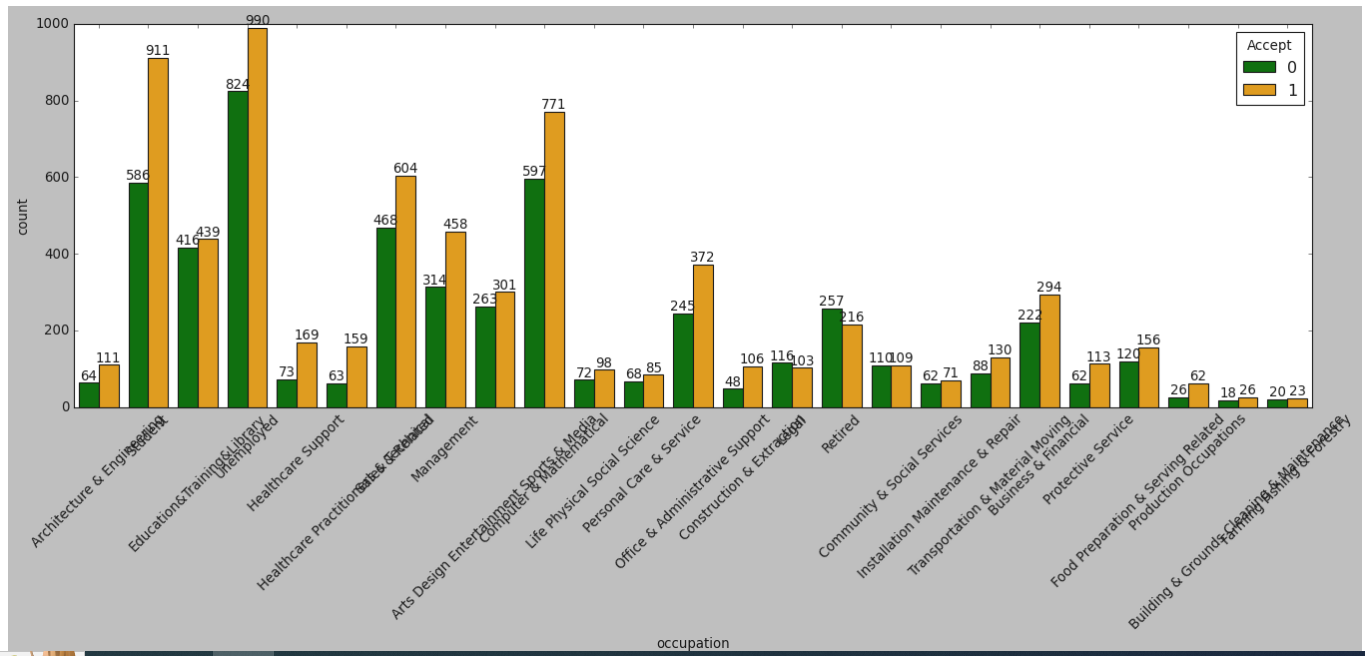 1000
800
600
400
200
0
count
64
111
586
911
416
439
824
990
73
169
63
159
468
604
314
458
263
301
597
771
72
98
68
85
245
372
48
106
116
103
257
216
110
109
62
71
88
130
222
294
62
113
120
156
26
62
18
26
20
23
Accept
0
1
Architecture & Engineering
Student
Education&Training&Library
Unemployed
Healthcare Support
Healthcare Practitioners & Technical
Sales & Related
Management
Arts Design Entertainment Sports & Media
Computer & Mathematical
Life Physical Social Science
Personal Care & Service
Office & Administrative Support
Construction & Extraction
Legal
Retired
Community & Social Services
Installation Maintenance & Repair
Transportation & Material Moving
Business & Financial
Protective Service
Food Preparation & Serving Related
Production Occupations
Building & Grounds Cleaning & Maintenance
Farming Fishing & Forestry
occupation